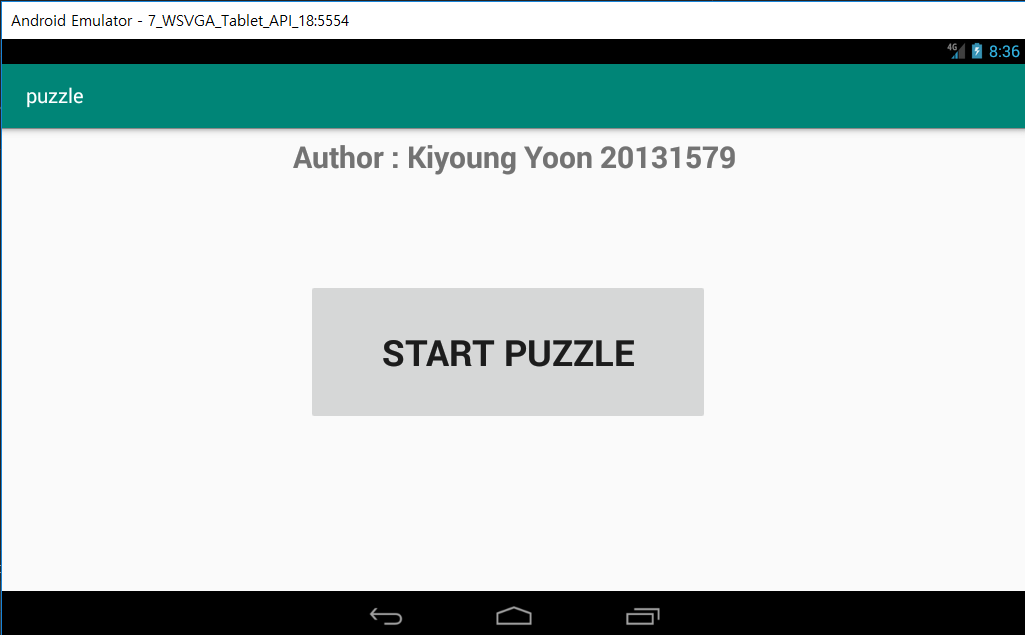 Android Emulator - 7_WSVGA_Tablet_API_18:5554
4G 8:36
puzzle
Author : Kiyoung Yoon 20131579
START PUZZLE